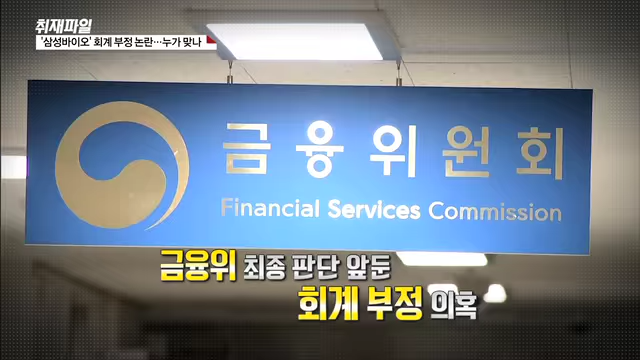 취재파일
'삼성바이오' 회계 부정 논란…누가 맞나
금융위원회
Financial Services Commission
금융위 최종 판단 앞둔
회계 부정 의혹